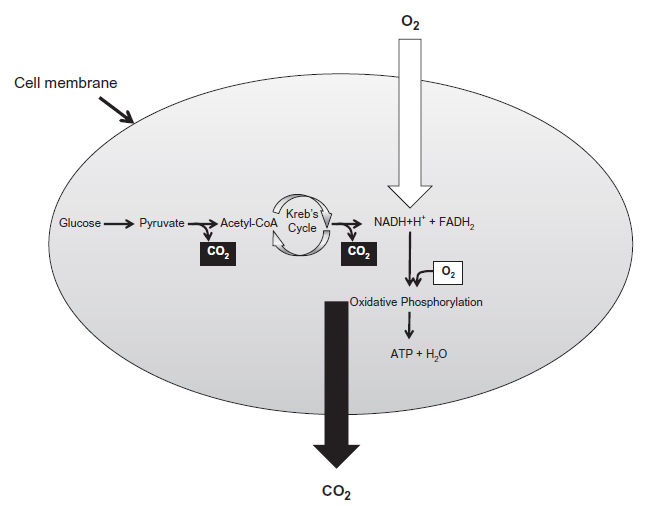 O₂
Cell membrane
Glucose
Pyruvate
Acetyl-CoA
Kreb's
Cycle
NADH+H⁺ + FADH₂
CO₂
CO₂
O₂
Oxidative Phosphorylation
ATP + H₂O
CO₂